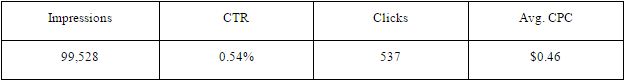 Impressions CTR Clicks Avg. CPC
99,528 0.54% 537 $0.46